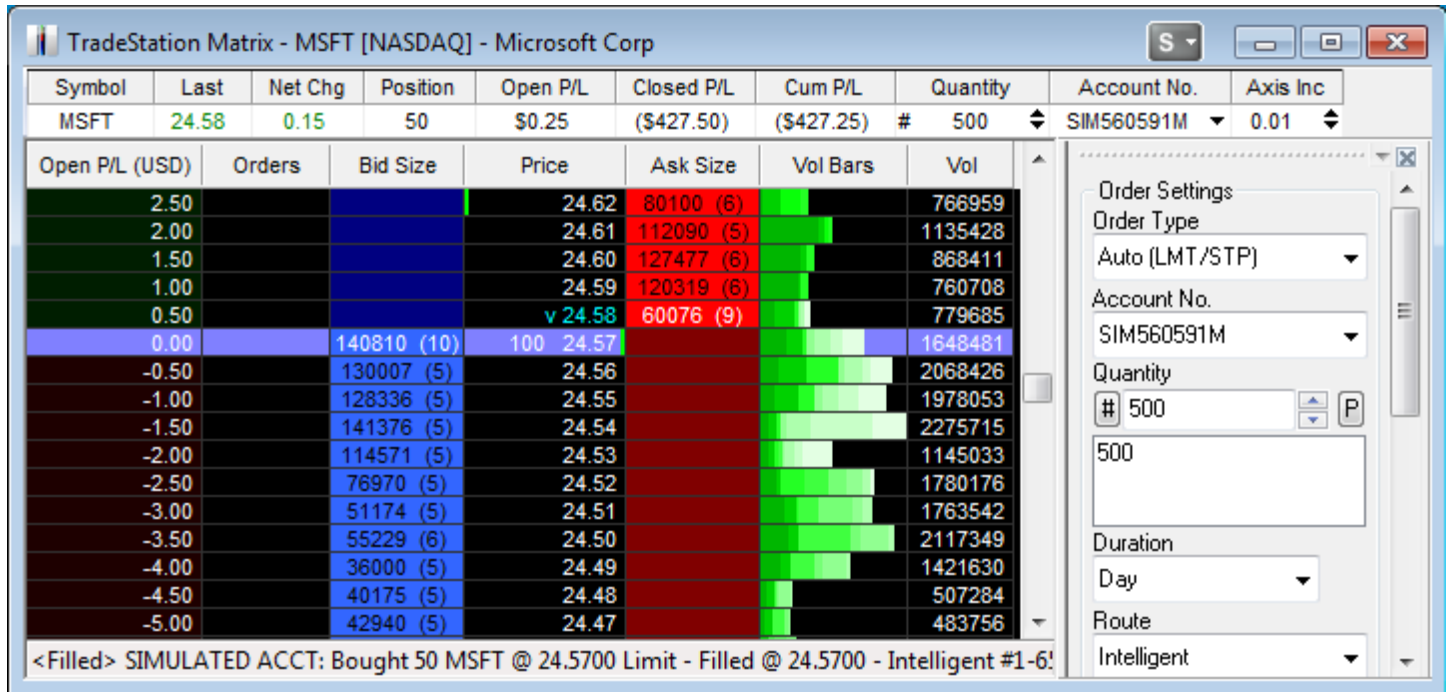 TradeStation Matrix - MSFT [NASDAQ] - Microsoft Corp S
Symbol Last Net Chg Position Open P/L Closed P/L Cum P/L Quantity Account No. Axis Inc
MSFT 24.58 0.15 50 $0.25 ($427.50) ($427.25) # 500 SIM560591M 0.01
Open P/L (USD) Orders Bid Size Price Ask Size Vol Bars Vol
2.50 24.62 80100 (6) 766959
2.00 24.61 112090 (5) 1135428
1.50 24.60 127477 (6) 868411
1.00 24.59 120319 (6) 760708
0.50 v 24.58 60076 (9) 779685
0.00 140810 (10) 100 24.57 1648481
-0.50 130007 (5) 24.56 2068426
-1.00 128336 (5) 24.55 1978053
-1.50 141376 (5) 24.54 2275715
-2.00 114571 (5) 24.53 1145033
-2.50 76970 (5) 24.52 1780176
-3.00 51174 (5) 24.51 1763542
-3.50 55229 (6) 24.50 2117349
-4.00 36000 (5) 24.49 1421630
-4.50 40175 (5) 24.48 507284
-5.00 42940 (5) 24.47 483756
<Filled> SIMULATED ACCT: Bought 50 MSFT @ 24.5700 Limit - Filled @ 24.5700 - Intelligent #1-65
Order Settings
Order Type
Auto (LMT/STP)
Account No.
SIM560591M
Quantity
# 500 P
500
Duration
Day
Route
Intelligent